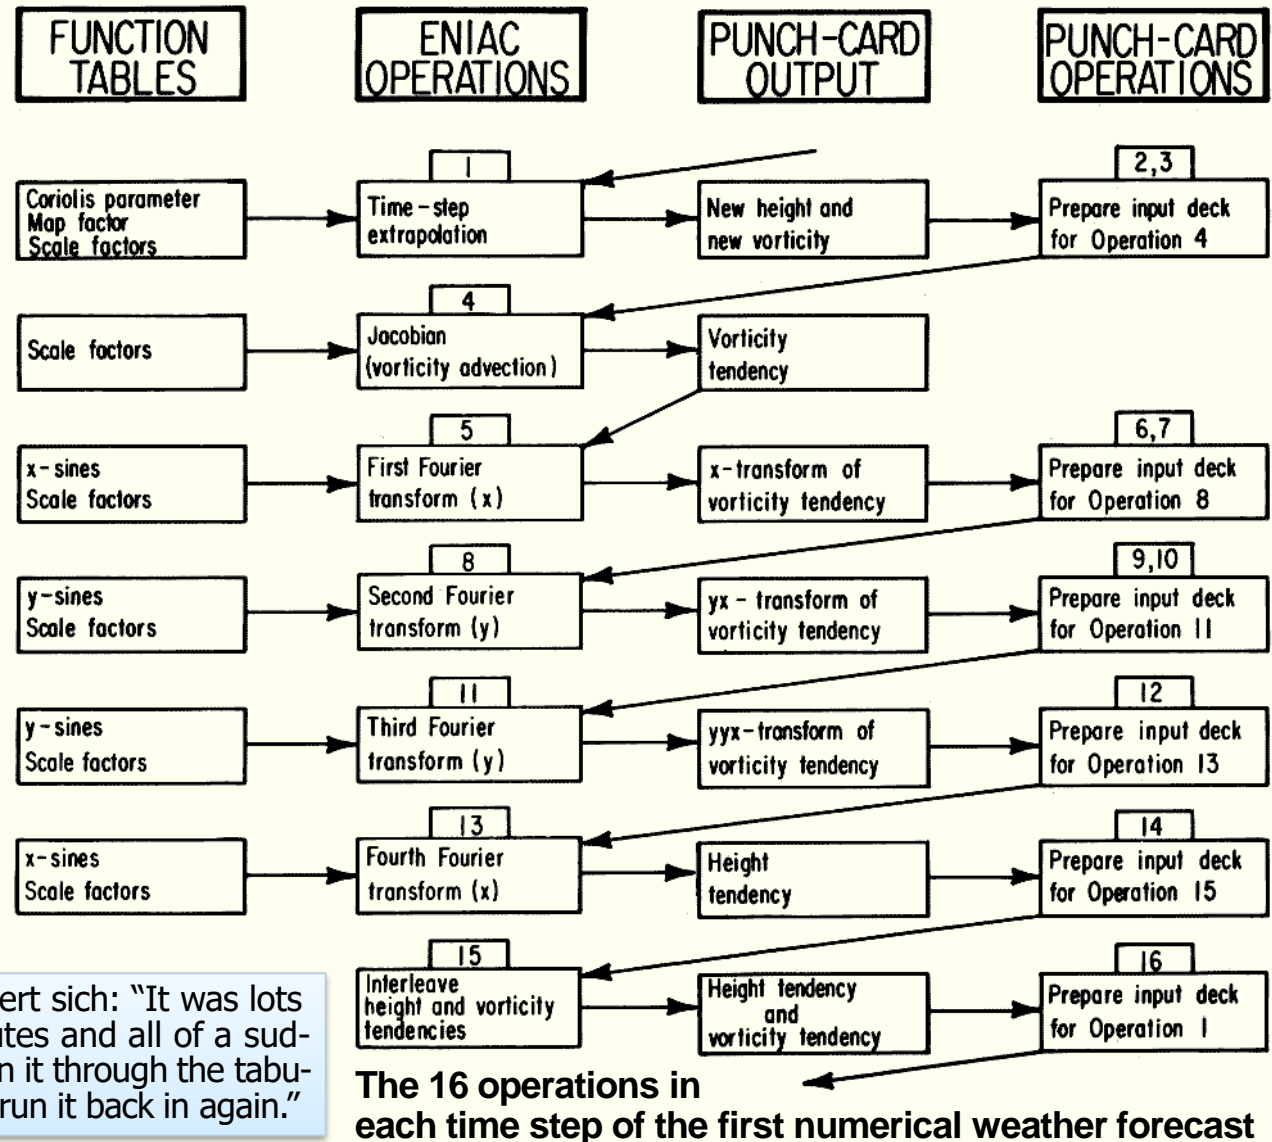 FUNCTION
TABLES
ENIAC
OPERATIONS
PUNCH-CARD
OUTPUT
PUNCH-CARD
OPERATIONS
Coriolis parameter
Map factor
Scale factors
1
Time-step
extrapolation
New height and
new vorticity
2,3
Prepare input deck
for Operation 4
Scale factors
4
Jacobian
(vorticity advection)
Vorticity
tendency
x-sines
Scale factors
5
First Fourier
transform (x)
x-transform of
vorticity tendency
6,7
Prepare input deck
for Operation 8
y-sines
Scale factors
8
Second Fourier
transform (y)
yx - transform of
vorticity tendency
9,10
Prepare input deck
for Operation 11
y-sines
Scale factors
11
Third Fourier
transform (y)
yyx-transform of
vorticity tendency
12
Prepare input deck
for Operation 13
x-sines
Scale factors
13
Fourth Fourier
transform (x)
Height
tendency
14
Prepare input deck
for Operation 15
15
Interleave
height and vorticity
tendencies
Height tendency
and
vorticity tendency
16
Prepare input deck
for Operation 1
ert sich: “It was lots
utes and all of a sud-
n it through the tabu-
run it back in again.”
The 16 operations in
each time step of the first numerical weather forecast